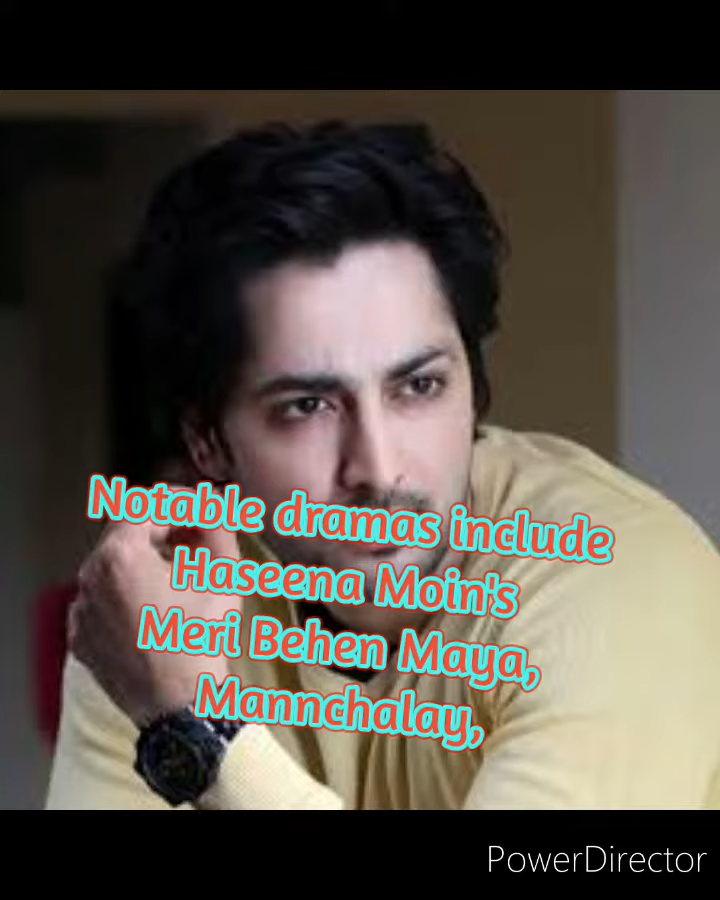 Notable dramas include
Haseena Moin's
Meri Behen Maya,
Mannchalay,
PowerDirector